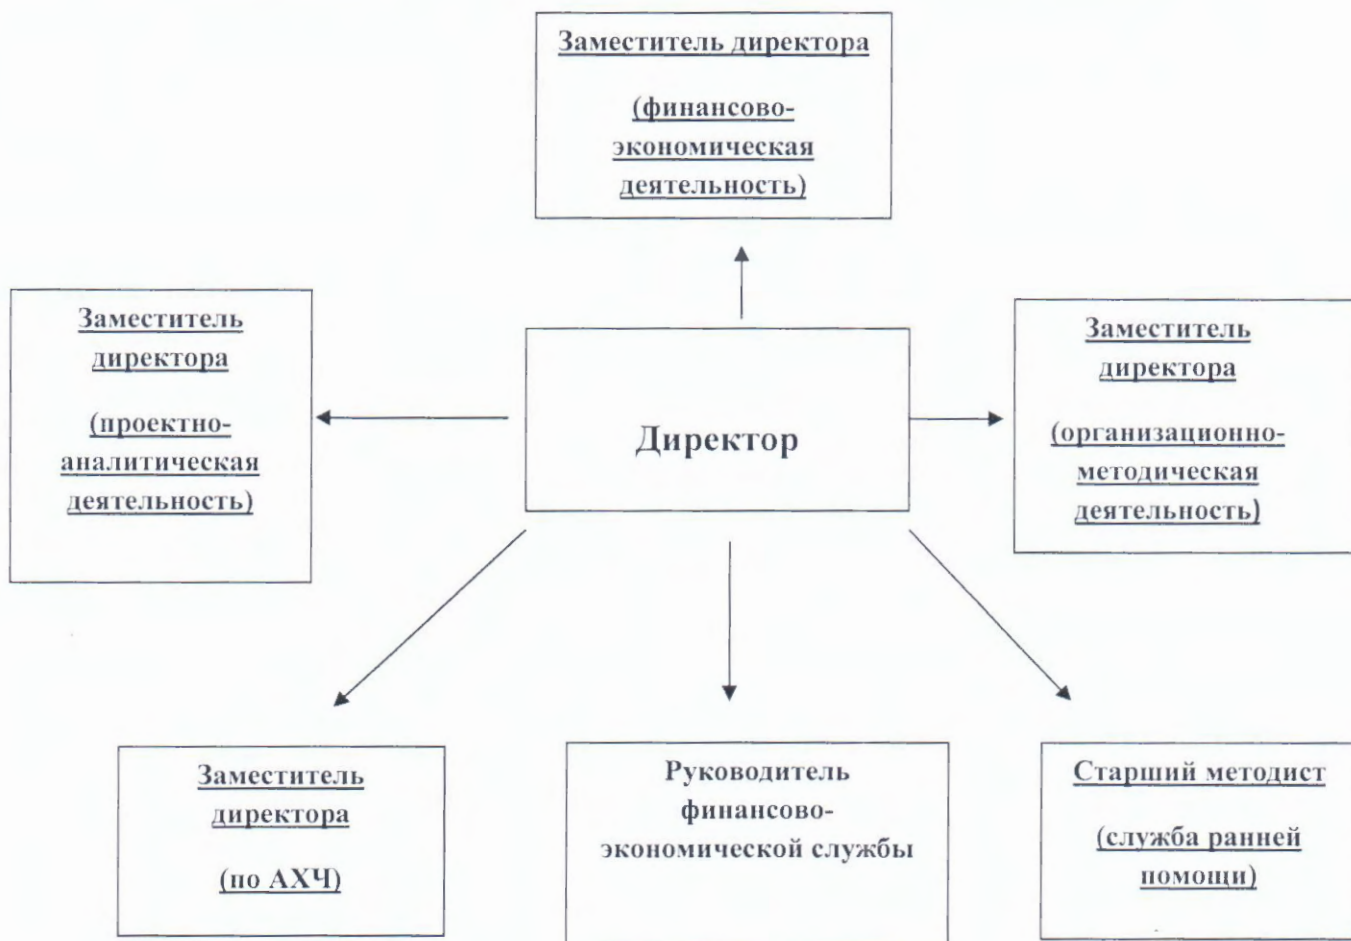 Заместитель директора
(финансово-
экономическая
деятельность)
Заместитель
директора
(проектно-
аналитическая
деятельность)
Директор
Заместитель
директора
(организационно-
методическая
деятельность)
Заместитель
директора
(по АХЧ)
Руководитель
финансово-
экономической службы
Старший методист
(служба ранней
помощи)